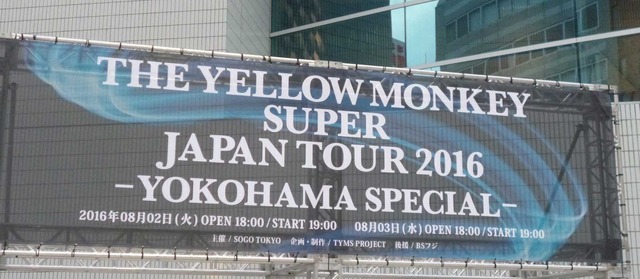 THE YELLOW MONKEY
SUPER
JAPAN TOUR 2016
-YOKOHAMA SPECIAL-
2016年08月02日(火) OPEN 18:00/START 19:00 08月03日(水) OPEN 18:00/START 19:00
主催 / SOGO TOKYO 企画・制作 / TYMS PROJECT 後援 / BSフジ